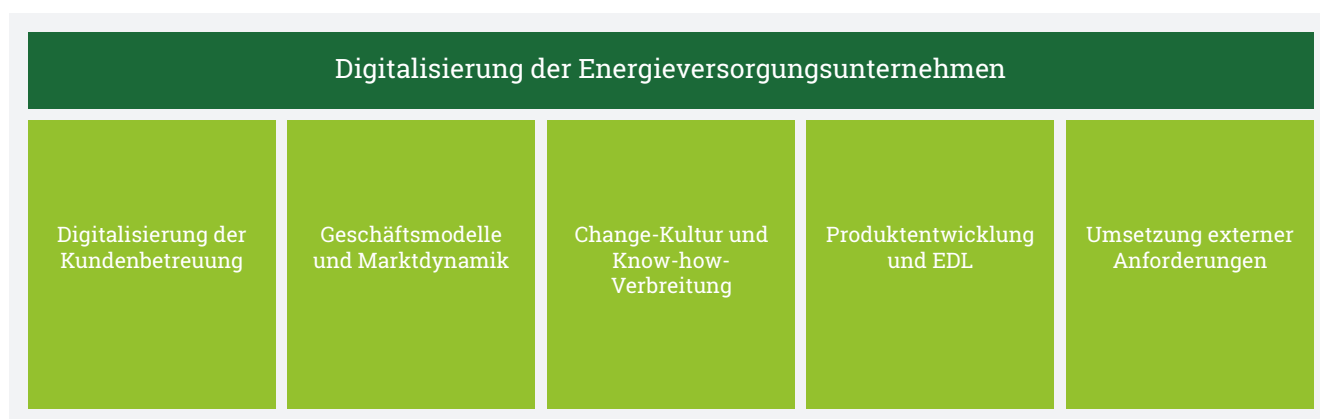 Digitalisierung der Energieversorgungsunternehmen
Digitalisierung der
Kundenbetreuung
Geschäftsmodelle
und Marktdynamik
Change-Kultur und
Know-how-
Verbreitung
Produktentwicklung
und EDL
Umsetzung externer
Anforderungen